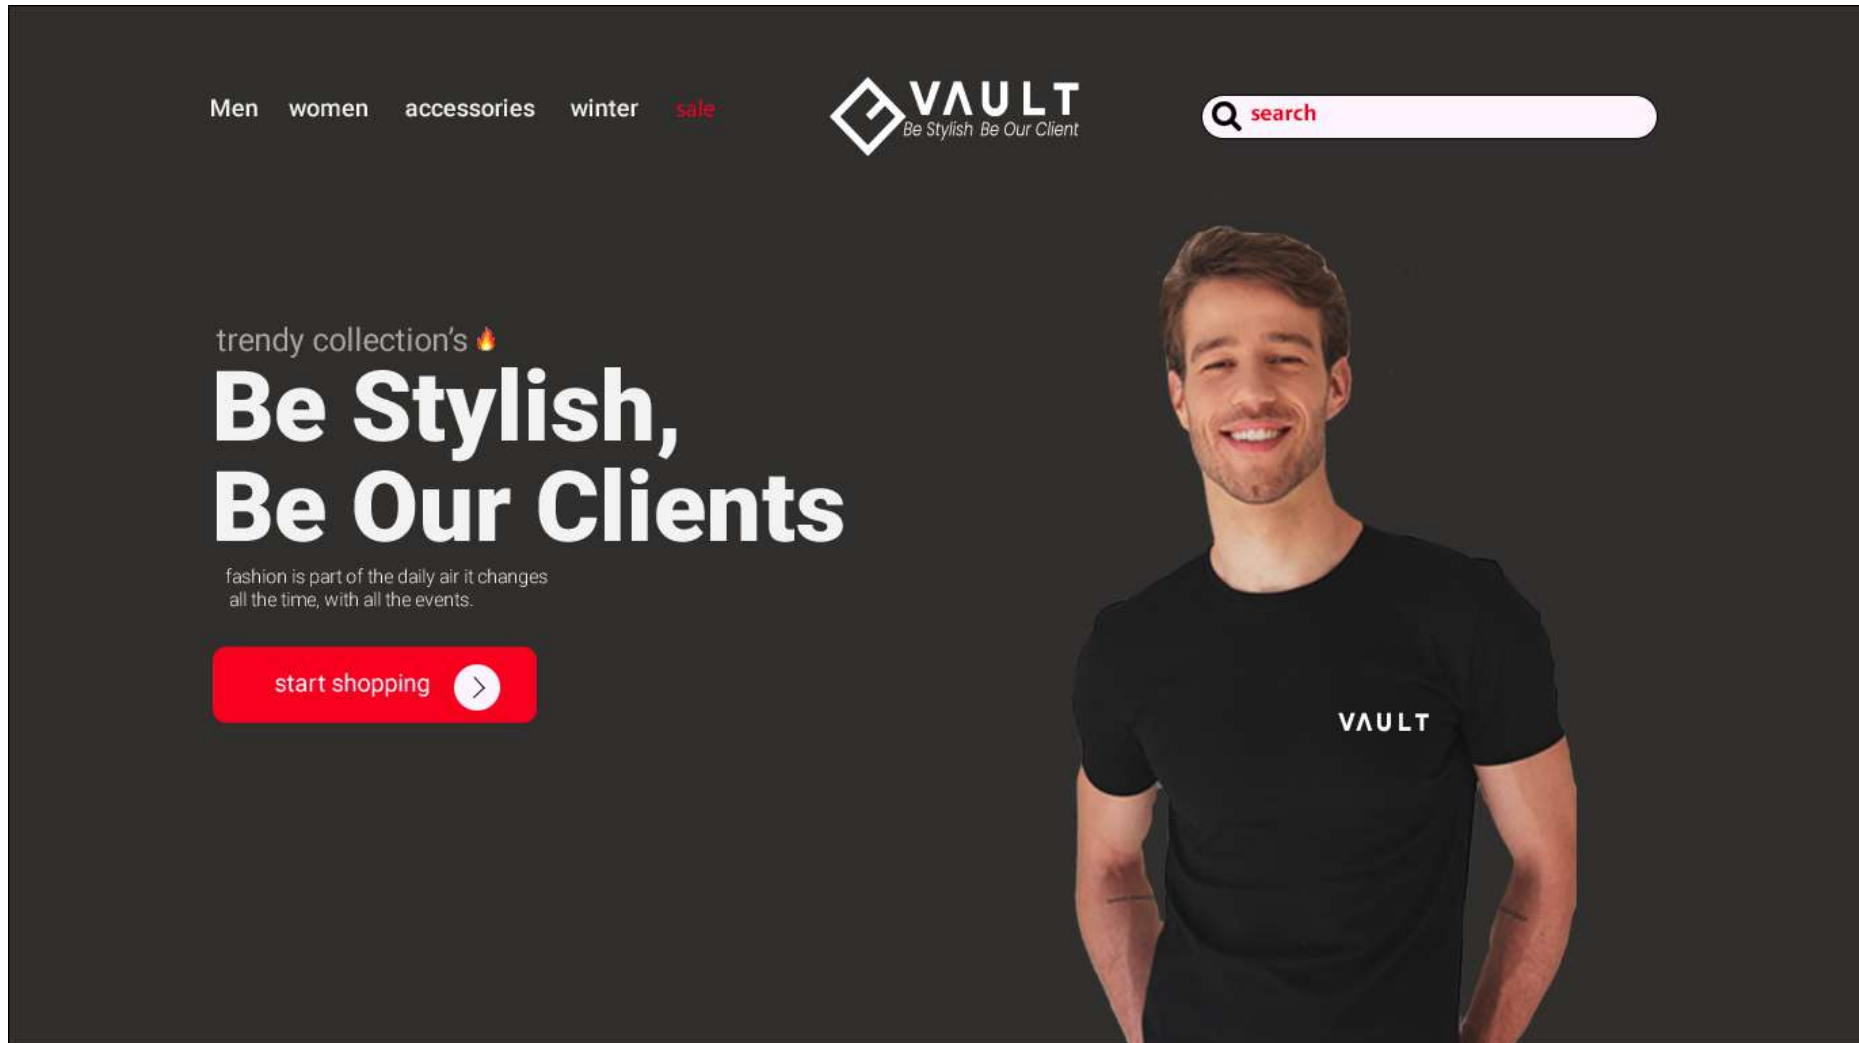 Men women accessories winter sale
VAULT
Be Stylish Be Our Client
search
trendy collection’s🔥
Be Stylish,
Be Our Clients
fashion is part of the daily air it changes
all the time, with all the events.
start shopping
VAULT